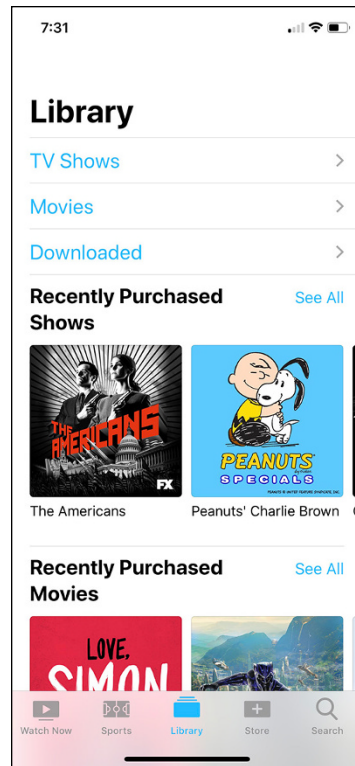 7:31
Library
TV Shows
Movies
Downloaded
Recently Purchased
Shows
See All
THE
AMERICANS
FX
PEANUTS
SPECIALS
The Americans
Peanuts' Charlie Brown
Recently Purchased
Movies
See All
LOVE,
SIMON
Watch Now
Sports
Library
Store
Search